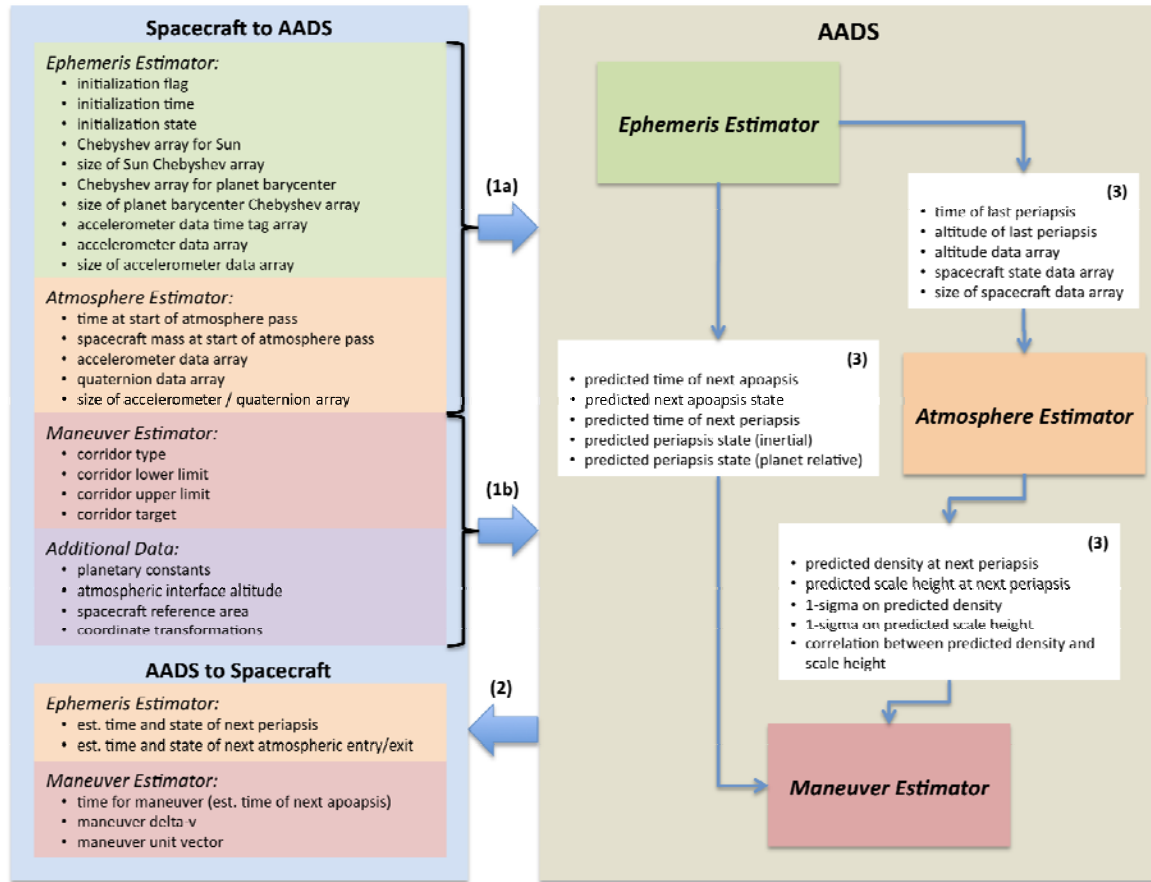 Spacecraft to AADS
Ephemeris Estimator:
• initialization flag
• initialization time
• initialization state
• Chebyshev array for Sun
• size of Sun Chebyshev array
• Chebyshev array for planet barycenter
• size of planet barycenter Chebyshev array
• accelerometer data time tag array
• accelerometer data array
• size of accelerometer data array
Atmosphere Estimator:
• time at start of atmosphere pass
• spacecraft mass at start of atmosphere pass
• accelerometer data array
• quaternion data array
• size of accelerometer / quaternion array
Maneuver Estimator:
• corridor type
• corridor lower limit
• corridor upper limit
• corridor target
Additional Data:
• planetary constants
• atmospheric interface altitude
• spacecraft reference area
• coordinate transformations
(1a)
(1b)
AADS to Spacecraft
Ephemeris Estimator:
• est. time and state of next periapsis
• est. time and state of next atmospheric entry/exit
Maneuver Estimator:
• time for maneuver (est. time of next apoapsis)
• maneuver delta-v
• maneuver unit vector
(2)
AADS
Ephemeris Estimator
(3)
• time of last periapsis
• altitude of last periapsis
• altitude data array
• spacecraft state data array
• size of spacecraft data array
(3)
• predicted time of next apoapsis
• predicted next apoapsis state
• predicted time of next periapsis
• predicted periapsis state (inertial)
• predicted periapsis state (planet relative)
Atmosphere Estimator
(3)
• predicted density at next periapsis
• predicted scale height at next periapsis
• 1-sigma on predicted density
• 1-sigma on predicted scale height
• correlation between predicted density and
scale height
Maneuver Estimator